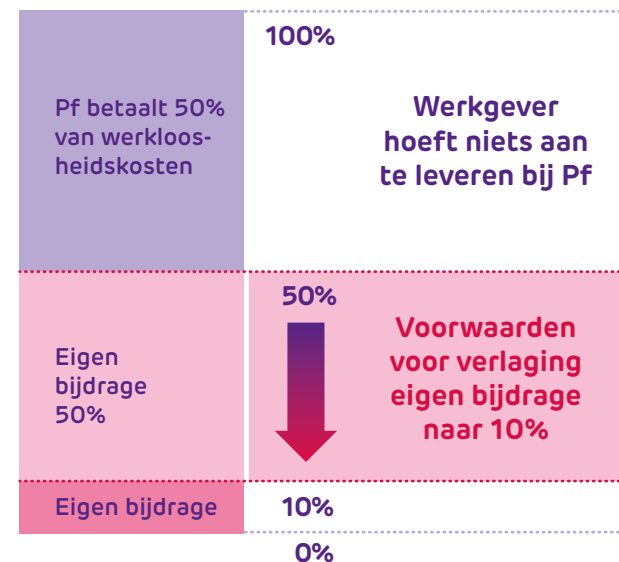 100%
Pf betaalt 50%
van werkloos-
heidskosten
Werkgever
hoeft niets aan
te leveren bij Pf
50%
Eigen
bijdrage
50%
Voorwaarden
voor verlaging
eigen bijdrage
naar 10%
Eigen bijdrage
10%
0%